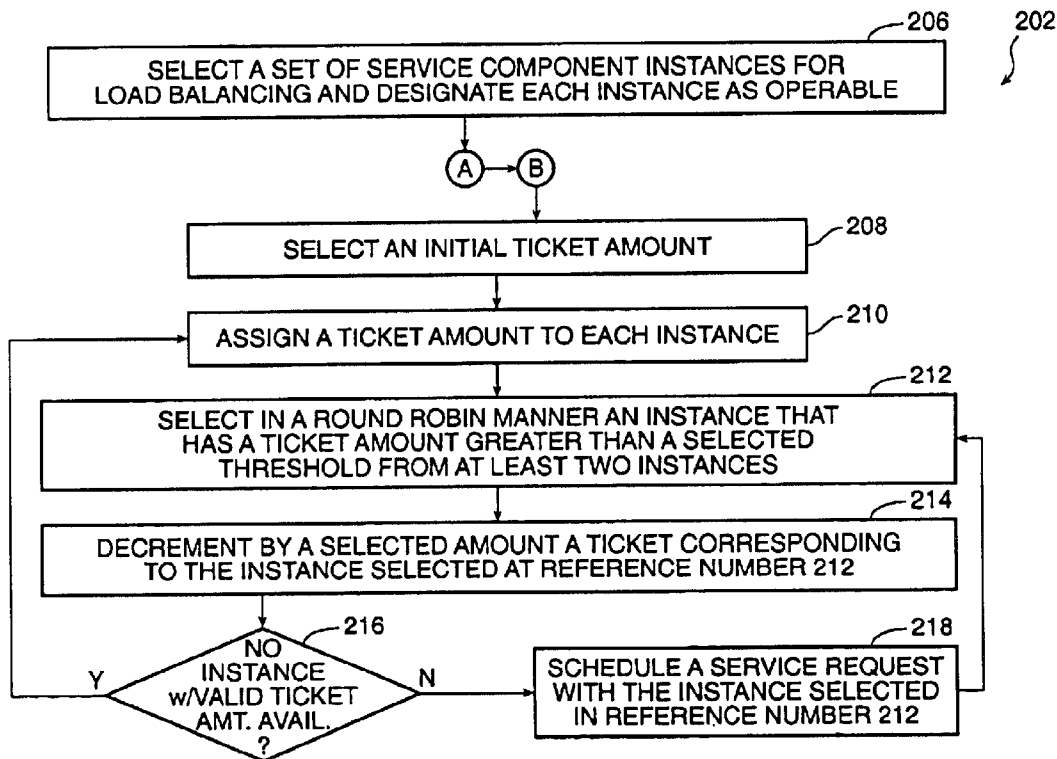 206
202
SELECT A SET OF SERVICE COMPONENT INSTANCES FOR
LOAD BALANCING AND DESIGNATE EACH INSTANCE AS OPERABLE
A
B
208
SELECT AN INITIAL TICKET AMOUNT
210
ASSIGN A TICKET AMOUNT TO EACH INSTANCE
212
SELECT IN A ROUND ROBIN MANNER AN INSTANCE THAT
HAS A TICKET AMOUNT GREATER THAN A SELECTED
THRESHOLD FROM AT LEAST TWO INSTANCES
214
DECREMENT BY A SELECTED AMOUNT A TICKET CORRESPONDING
TO THE INSTANCE SELECTED AT REFERENCE NUMBER 212
216
Y
NO
INSTANCE
w/VALID TICKET
AMT. AVAIL.
?
N
218
SCHEDULE A SERVICE REQUEST
WITH THE INSTANCE SELECTED
IN REFERENCE NUMBER 212